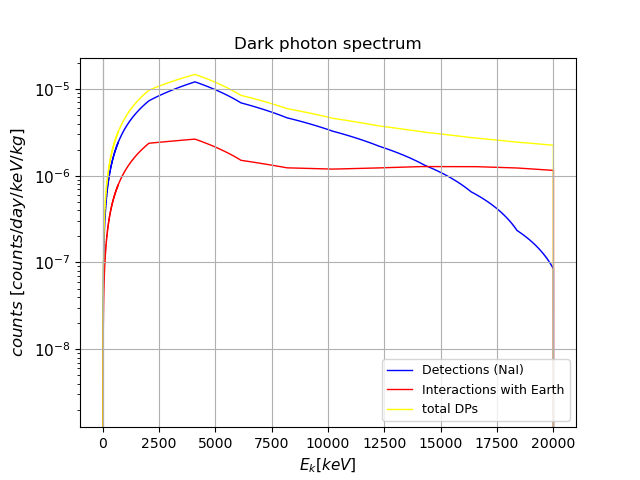 Dark photon spectrum
counts [counts/day/keV/kg]
10⁻⁵
10⁻⁶
10⁻⁷
10⁻⁸
Detections (NaI)
Interactions with Earth
total DPs
0 2500 5000 7500 10000 12500 15000 17500 20000
Eₖ[keV]